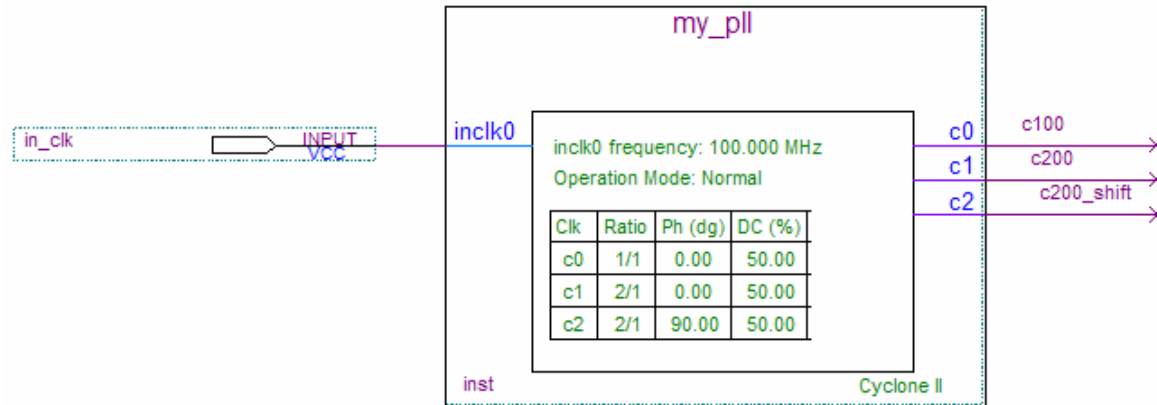 my_pll
in_clk INPUT
VCC
inclk0
inclk0 frequency: 100.000 MHz
Operation Mode: Normal
Clk Ratio Ph (dg) DC (%)
c0 1/1 0.00 50.00
c1 2/1 0.00 50.00
c2 2/1 90.00 50.00
c0 c100
c1 c200
c2 c200_shift
inst Cyclone II